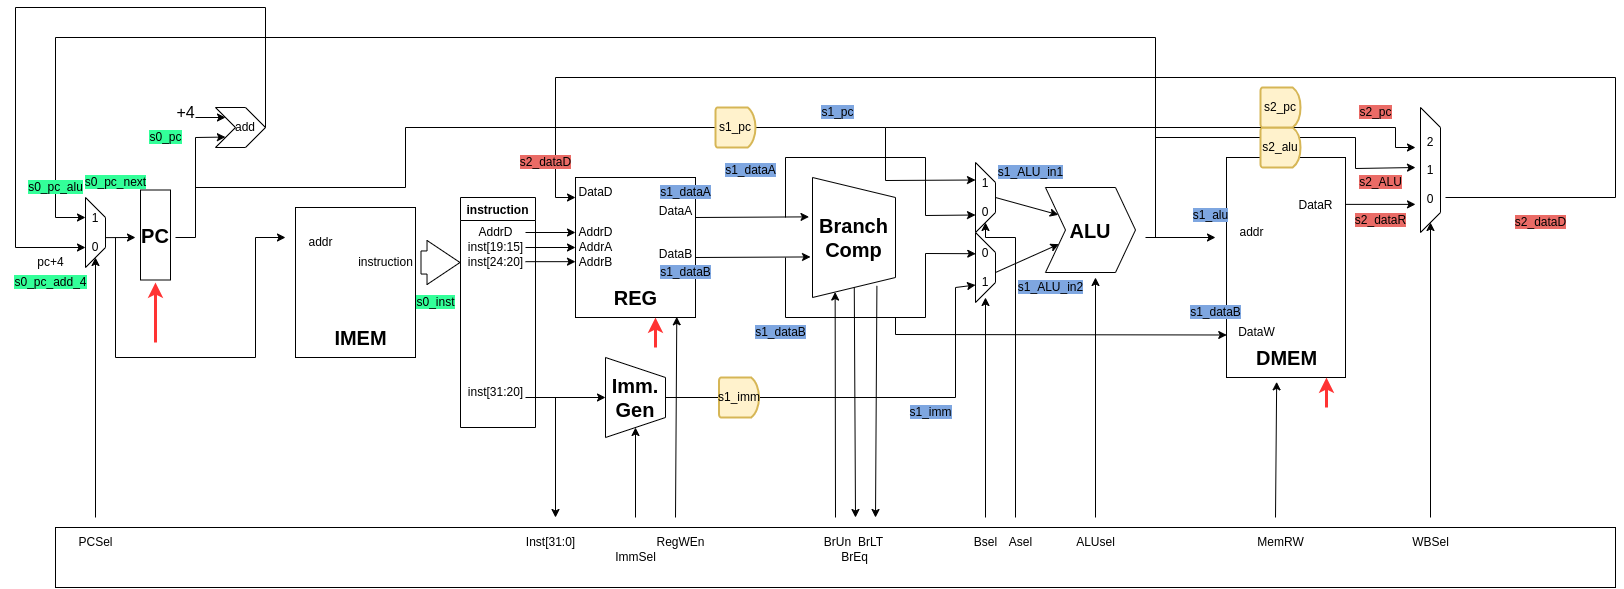 +4
add
s0_pc
s0_pc_alu
s0_pc_next
1
0
PC
pc+4
s0_pc_add_4
addr
instruction
IMEM
s0_inst
instruction
AddrD
inst[19:15]
inst[24:20]
inst[31:20]
s2_dataD
DataD
s1_dataA
DataA
AddrD
AddrA
AddrB
DataB
s1_dataB
REG
Imm.
Gen
s1_pc
s1_pc
s1_dataA
Branch
Comp
s1_dataB
s1_imm
s1_imm
1
0
0
1
s1_ALU_in1
ALU
s1_ALU_in2
s1_alu
s1_dataB
s2_pc
s2_alu
addr
DataR
DataW
DMEM
s2_pc
s2_ALU
s2_dataR
2
1
0
s2_dataD
PCSel
Inst[31:0]
ImmSel
RegWEn
BrUn BrLT
BrEq
Bsel
Asel
ALUsel
MemRW
WBSel